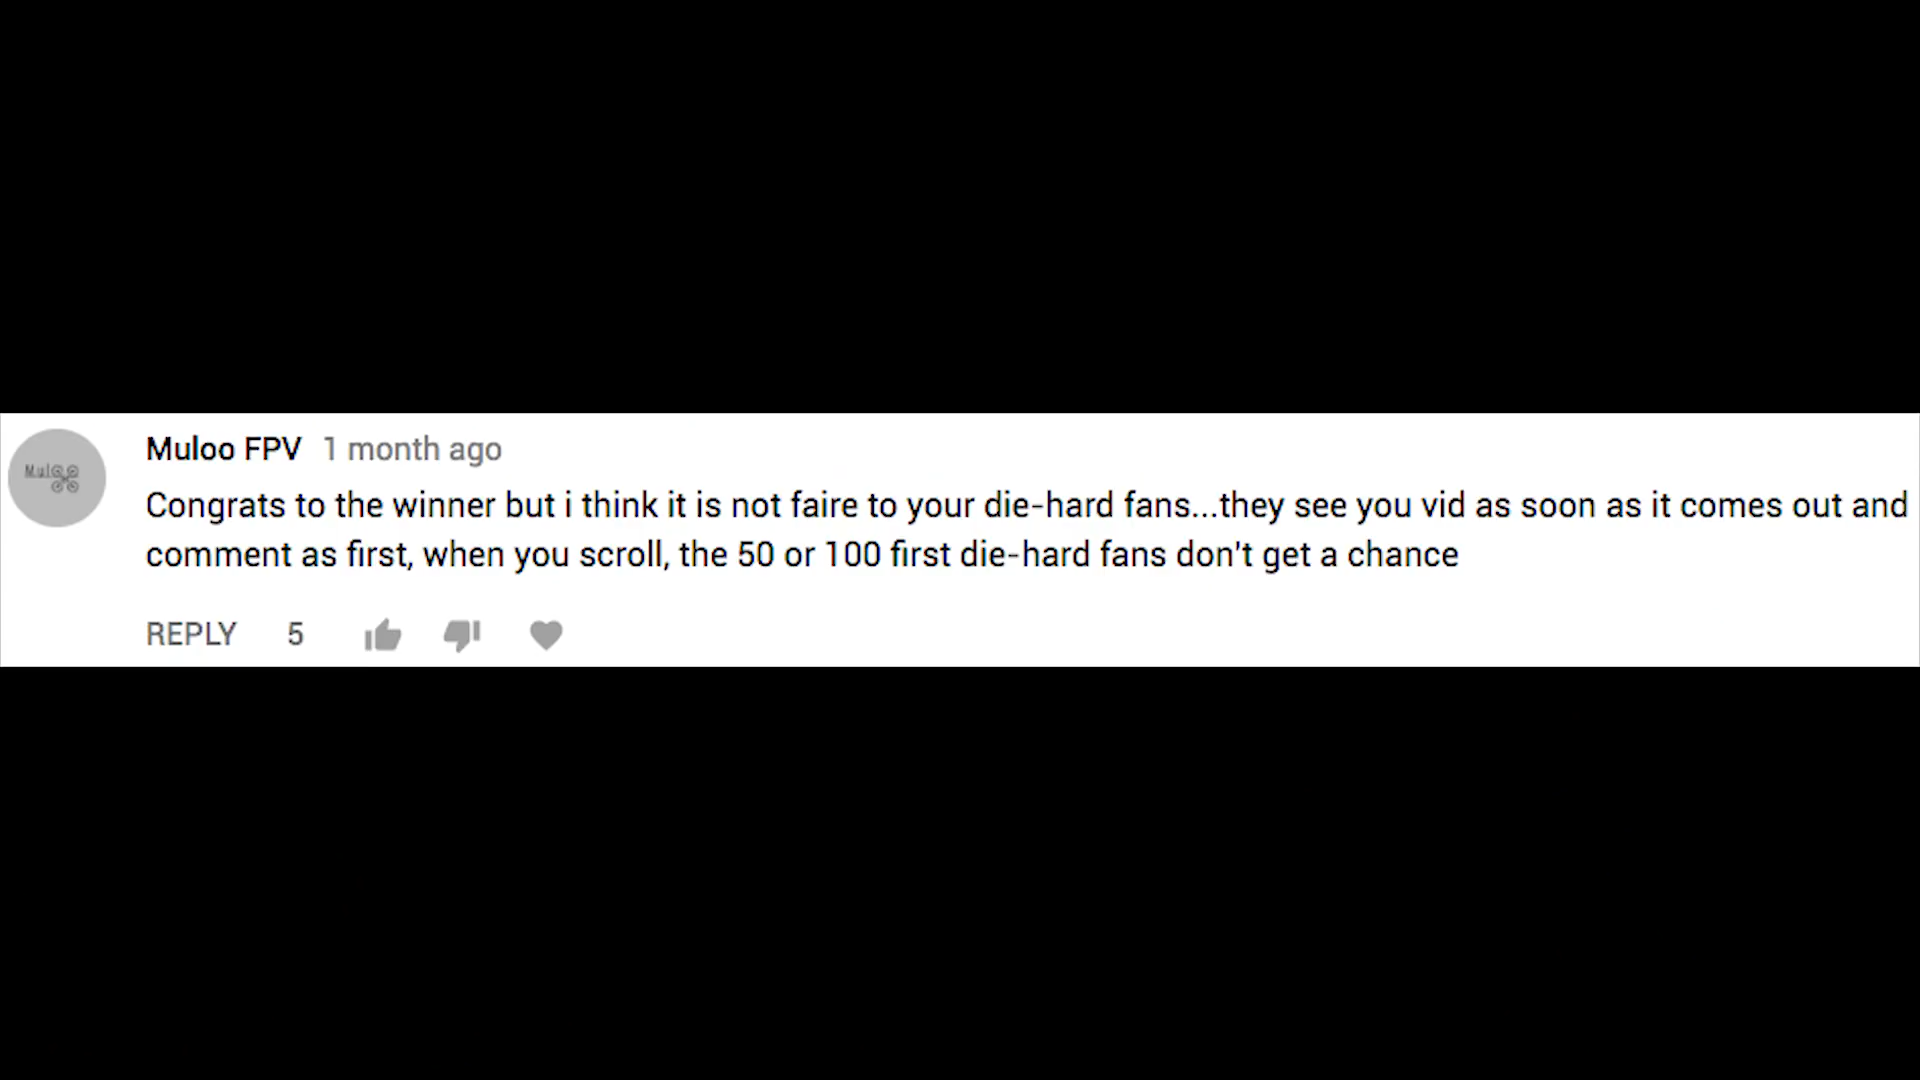 Muloo
Muloo FPV 1 month ago
Congrats to the winner but i think it is not faire to your die-hard fans...they see you vid as soon as it comes out and
comment as first, when you scroll, the 50 or 100 first die-hard fans don't get a chance
REPLY 5